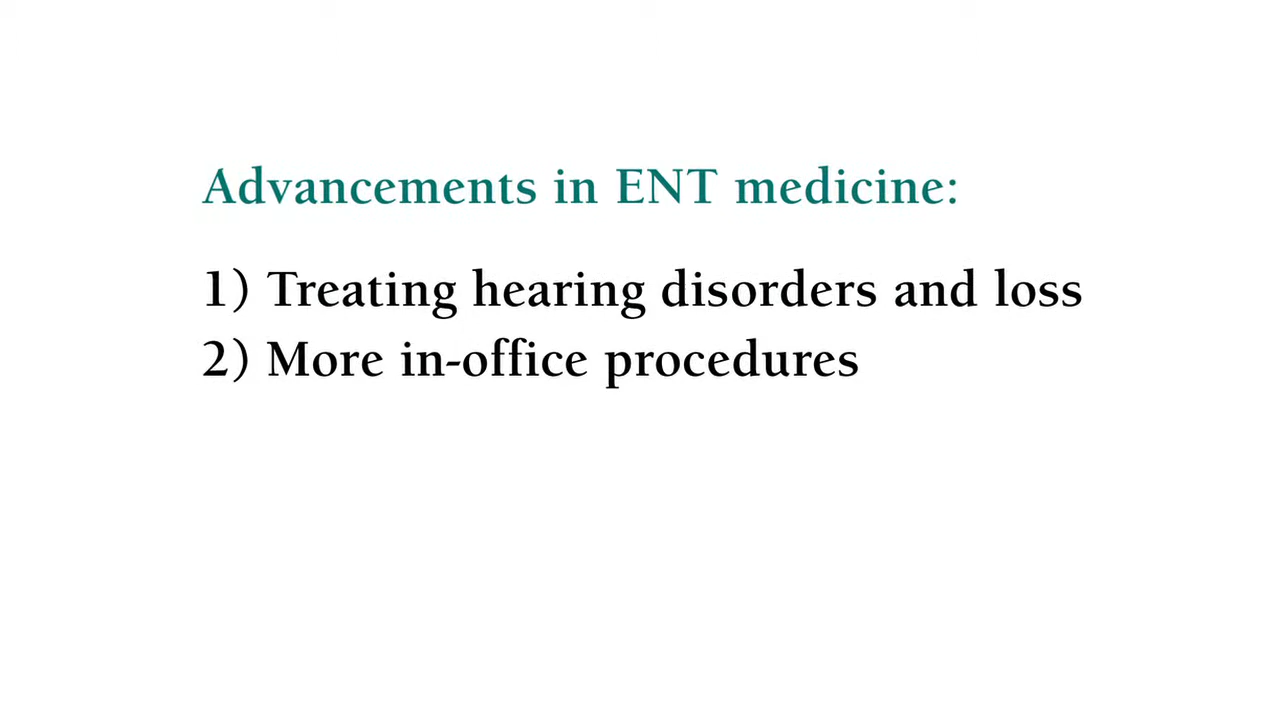 Advancements in ENT medicine:
1) Treating hearing disorders and loss
2) More in-office procedures